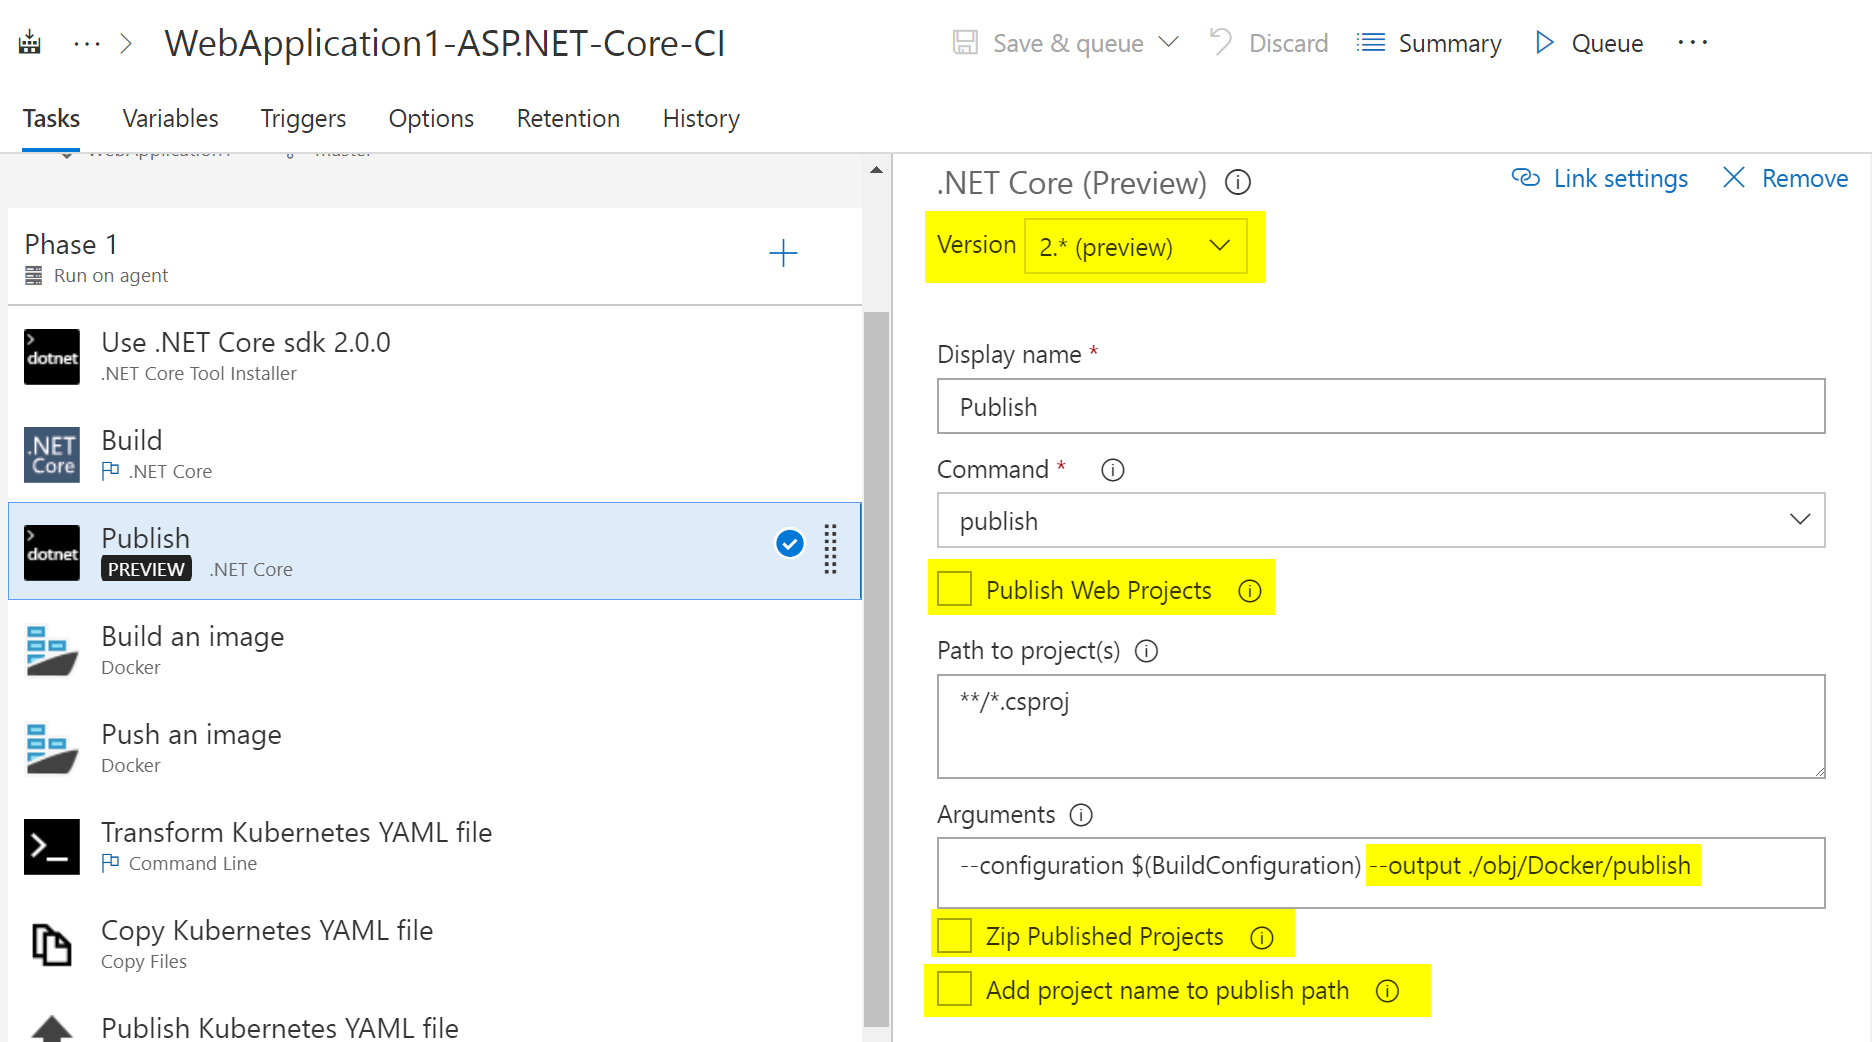 ··· > WebApplication1-ASP.NET-Core-CI
Save & queue
Discard
Summary
Queue
···
Tasks
Variables
Triggers
Options
Retention
History
Phase 1
Run on agent
>
dotnet
Use .NET Core sdk 2.0.0
.NET Core Tool Installer
.NET
Core
Build
.NET Core
>
dotnet
Publish
PREVIEW .NET Core
Build an image
Docker
Push an image
Docker
>_
Transform Kubernetes YAML file
Command Line
Copy Kubernetes YAML file
Copy Files
Publish Kubernetes YAML file
.NET Core (Preview)
Link settings
Remove
Version 2.* (preview)
Display name *
Publish
Command *
publish
Publish Web Projects
Path to project(s)
**/*.csproj
Arguments
--configuration $(BuildConfiguration) --output ./obj/Docker/publish
Zip Published Projects
Add project name to publish path